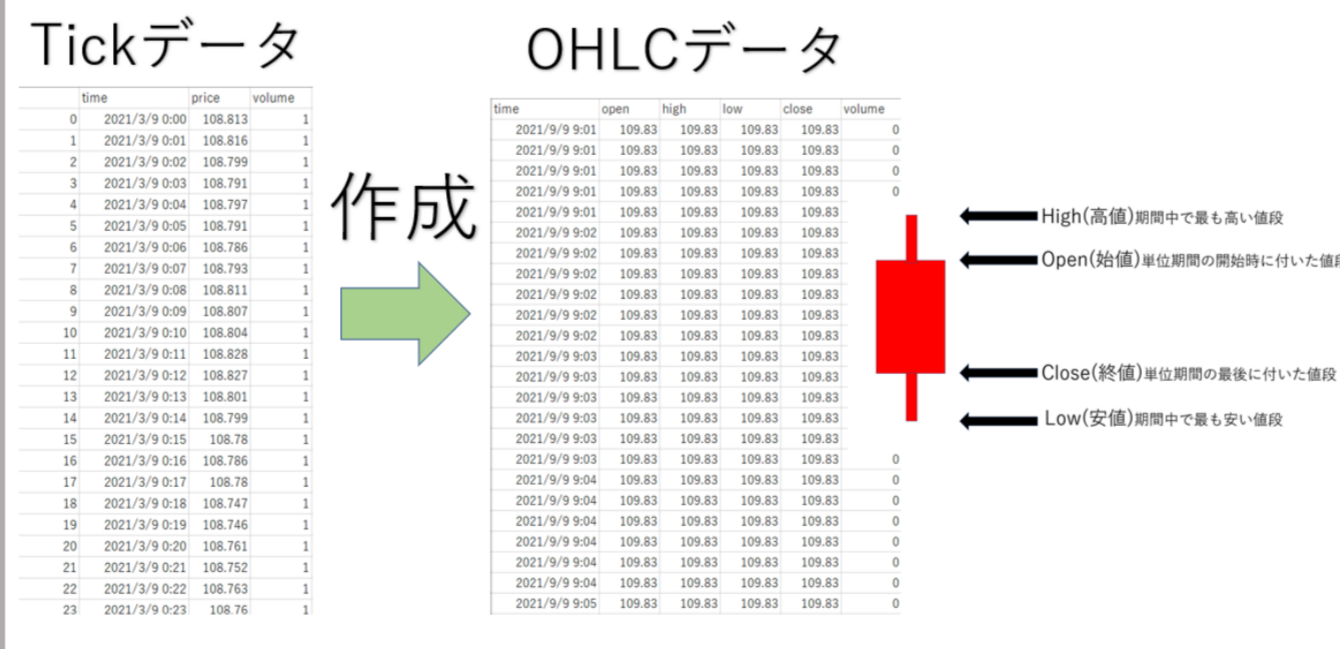 Tickデータ
time price volume
0 2021/3/9 0:00 108.813 1
1 2021/3/9 0:01 108.816 1
2 2021/3/9 0:02 108.799 1
3 2021/3/9 0:03 108.791 1
4 2021/3/9 0:04 108.797 1
5 2021/3/9 0:05 108.791 1
6 2021/3/9 0:06 108.786 1
7 2021/3/9 0:07 108.793 1
8 2021/3/9 0:08 108.811 1
9 2021/3/9 0:09 108.807 1
10 2021/3/9 0:10 108.804 1
11 2021/3/9 0:11 108.828 1
12 2021/3/9 0:12 108.827 1
13 2021/3/9 0:13 108.801 1
14 2021/3/9 0:14 108.799 1
15 2021/3/9 0:15 108.78 1
16 2021/3/9 0:16 108.786 1
17 2021/3/9 0:17 108.78 1
18 2021/3/9 0:18 108.747 1
19 2021/3/9 0:19 108.746 1
20 2021/3/9 0:20 108.761 1
21 2021/3/9 0:21 108.752 1
22 2021/3/9 0:22 108.763 1
23 2021/3/9 0:23 108.76 1
作成
OHLCデータ
time open high low close volume
2021/9/9 9:01 109.83 109.83 109.83 109.83 0
2021/9/9 9:01 109.83 109.83 109.83 109.83 0
2021/9/9 9:01 109.83 109.83 109.83 109.83 0
2021/9/9 9:01 109.83 109.83 109.83 109.83 0
2021/9/9 9:01 109.83 109.83 109.83 109.83
2021/9/9 9:02 109.83 109.83 109.83 109.83
2021/9/9 9:02 109.83 109.83 109.83 109.83
2021/9/9 9:02 109.83 109.83 109.83 109.83
2021/9/9 9:02 109.83 109.83 109.83 109.83
2021/9/9 9:02 109.83 109.83 109.83 109.83
2021/9/9 9:02 109.83 109.83 109.83 109.83
2021/9/9 9:03 109.83 109.83 109.83 109.83
2021/9/9 9:03 109.83 109.83 109.83 109.83
2021/9/9 9:03 109.83 109.83 109.83 109.83
2021/9/9 9:03 109.83 109.83 109.83 109.83
2021/9/9 9:03 109.83 109.83 109.83 109.83
2021/9/9 9:03 109.83 109.83 109.83 109.83 0
2021/9/9 9:04 109.83 109.83 109.83 109.83 0
2021/9/9 9:04 109.83 109.83 109.83 109.83 0
2021/9/9 9:04 109.83 109.83 109.83 109.83 0
2021/9/9 9:04 109.83 109.83 109.83 109.83 0
2021/9/9 9:04 109.83 109.83 109.83 109.83 0
2021/9/9 9:04 109.83 109.83 109.83 109.83 0
2021/9/9 9:05 109.83 109.83 109.83 109.83 0
High(高値)期間中で最も高い値段
Open(始値)単位期間の開始時に付いた値段
Close(終値)単位期間の最後に付いた値段
Low(安値)期間中で最も安い値段